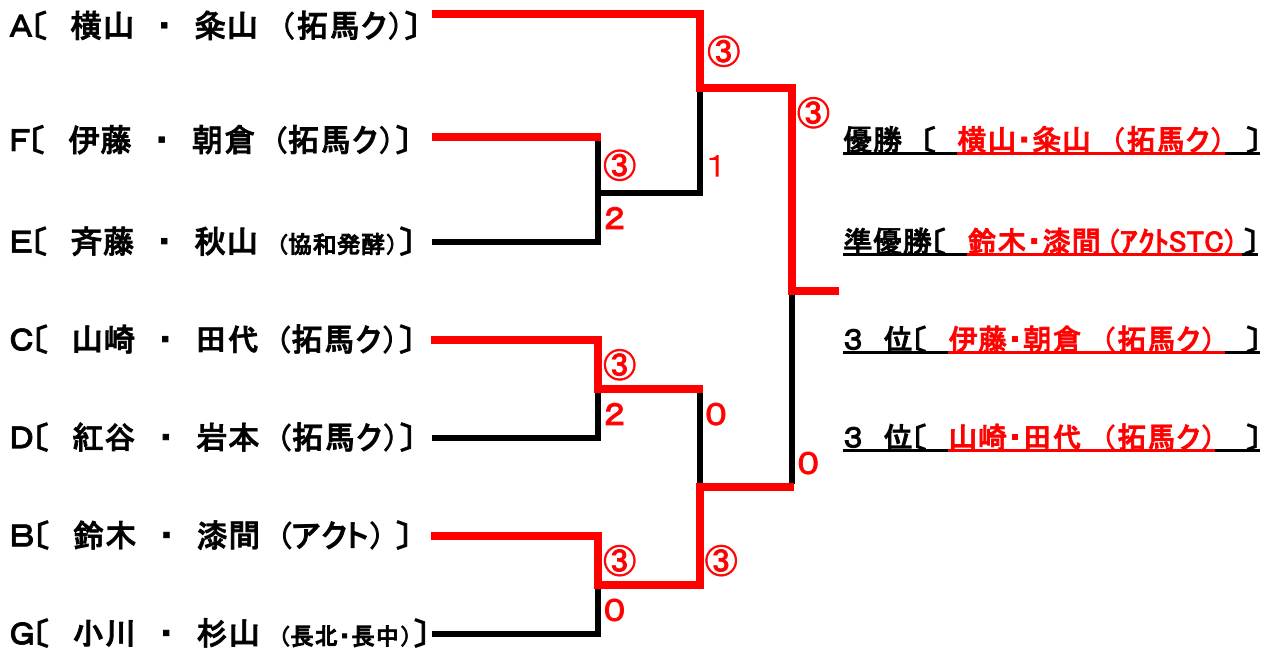 A〔 横山 ・ 粂山 （拓馬ク）〕
③
③
F〔 伊藤 ・ 朝倉 （拓馬ク）〕
優勝 〔 横山・粂山 （拓馬ク） 〕
③
1
2
E〔 斉藤 ・ 秋山 （協和発酵）〕
準優勝〔 鈴木・漆間（アクトSTC）〕
C〔 山崎 ・ 田代 （拓馬ク）〕
3 位〔 伊藤・朝倉 （拓馬ク） 〕
③
2
0
D〔 紅谷 ・ 岩本 （拓馬ク）〕
3 位〔 山崎・田代 （拓馬ク） 〕
0
B〔 鈴木 ・ 漆間 （アクト） 〕
③
③
0
G〔 小川 ・ 杉山 （長北・長中）〕